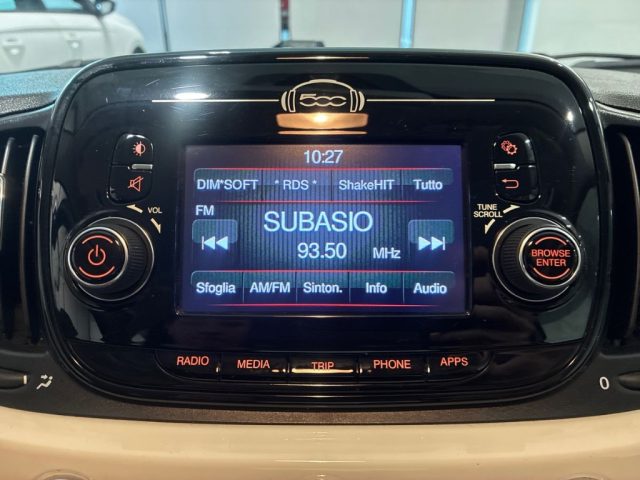 500
10:27
DIM*SOFT * RDS * ShakeHIT Tutto
VOL
FM
TUNE
SCROLL
SUBASIO
93.50 MHz
BROWSE
ENTER
Sfoglia AM/FM Sinton. Info Audio
RADIO MEDIA TRIP PHONE APPS
0